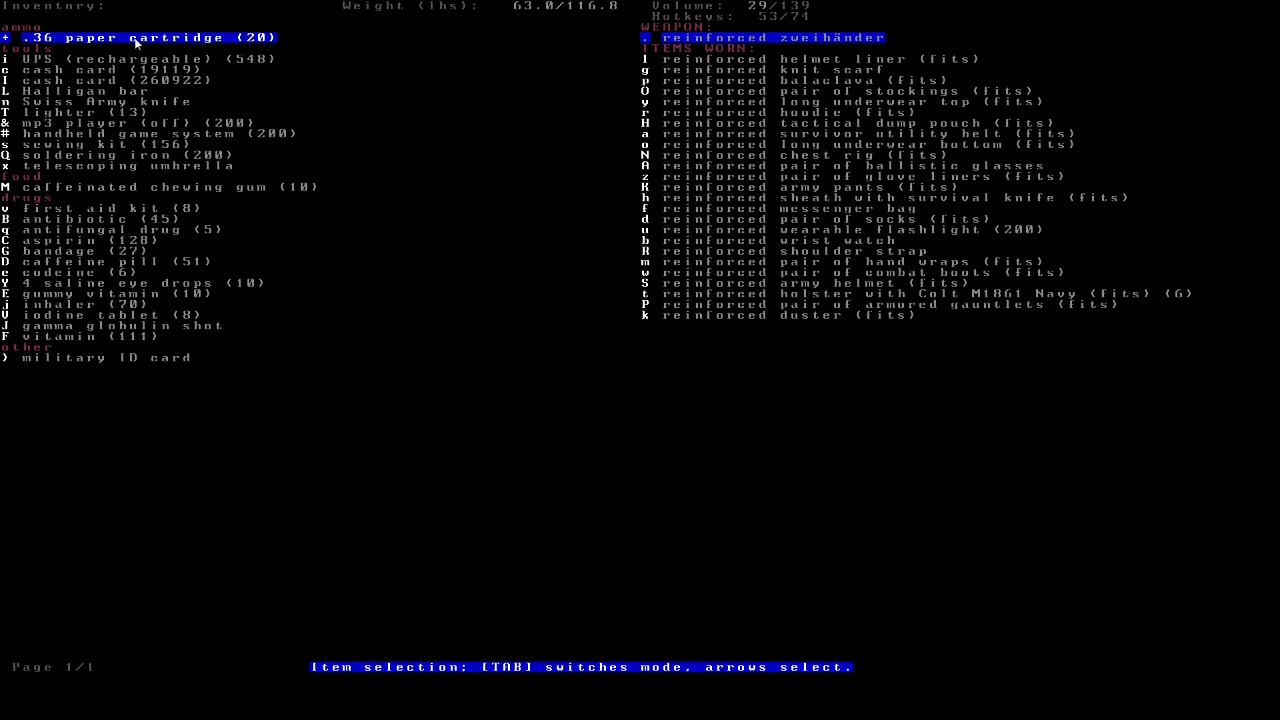 Inventory: Weight (lbs): 63.0/116.8 Volume: 29/139
Hotkeys: 53/74
ammo
+ .36 paper cartridge (20)
tools
i UPS (rechargeable) (548)
c cash card (19119)
I cash card (260922)
L Halligan bar
n Swiss Army knife
T lighter (13)
& mp3 player (off) (200)
# handheld game system (200)
s sewing kit (156)
Q soldering iron (200)
x telescoping umbrella
food
M caffeinated chewing gum (10)
drugs
v first aid kit (8)
B antibiotic (45)
q antifungal drug (5)
C aspirin (128)
G bandage (27)
D caffeine pill (51)
e codeine (6)
Y 4 saline eye drops (10)
E gummy vitamin (10)
j inhaler (70)
V iodine tablet (8)
J gamma globulin shot
F vitamin (111)
other
) military ID card
WEAPON:
. reinforced zweihänder
ITEMS WORN:
l reinforced helmet liner (fits)
g reinforced knit scarf
p reinforced balaclava (fits)
O reinforced pair of stockings (fits)
y reinforced long underwear top (fits)
r reinforced hoodie (fits)
H reinforced tactical dump pouch (fits)
a reinforced survivor utility belt (fits)
o reinforced long underwear bottom (fits)
N reinforced chest rig (fits)
A reinforced pair of ballistic glasses
z reinforced pair of glove liners (fits)
K reinforced army pants (fits)
h reinforced sheath with survival knife (fits)
f reinforced messenger bag
d reinforced pair of socks (fits)
u reinforced wearable flashlight (200)
b reinforced wrist watch
R reinforced shoulder strap
m reinforced pair of hand wraps (fits)
w reinforced pair of combat boots (fits)
S reinforced army helmet (fits)
t reinforced holster with Colt M1861 Navy (fits) (6)
P reinforced pair of armored gauntlets (fits)
k reinforced duster (fits)
Page 1/1 Item selection: [TAB] switches mode, arrows select.